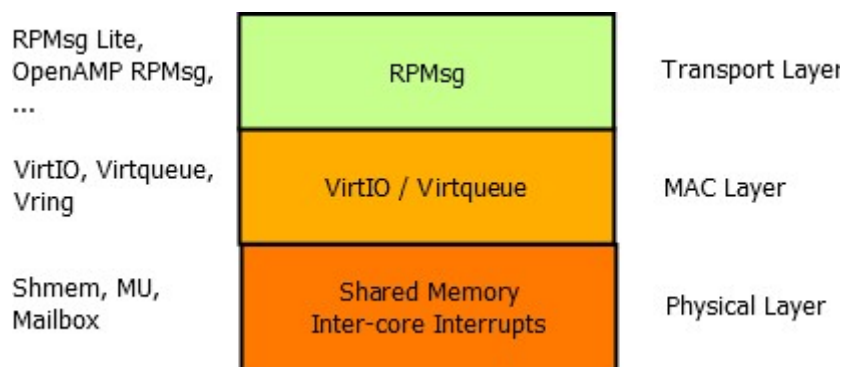 RPMsg Lite,
OpenAMP RPMsg,
...
RPMsg
Transport Layer
VirtIO, Virtqueue,
Vring
VirtIO / Virtqueue
MAC Layer
Shmem, MU,
Mailbox
Shared Memory
Inter-core Interrupts
Physical Layer